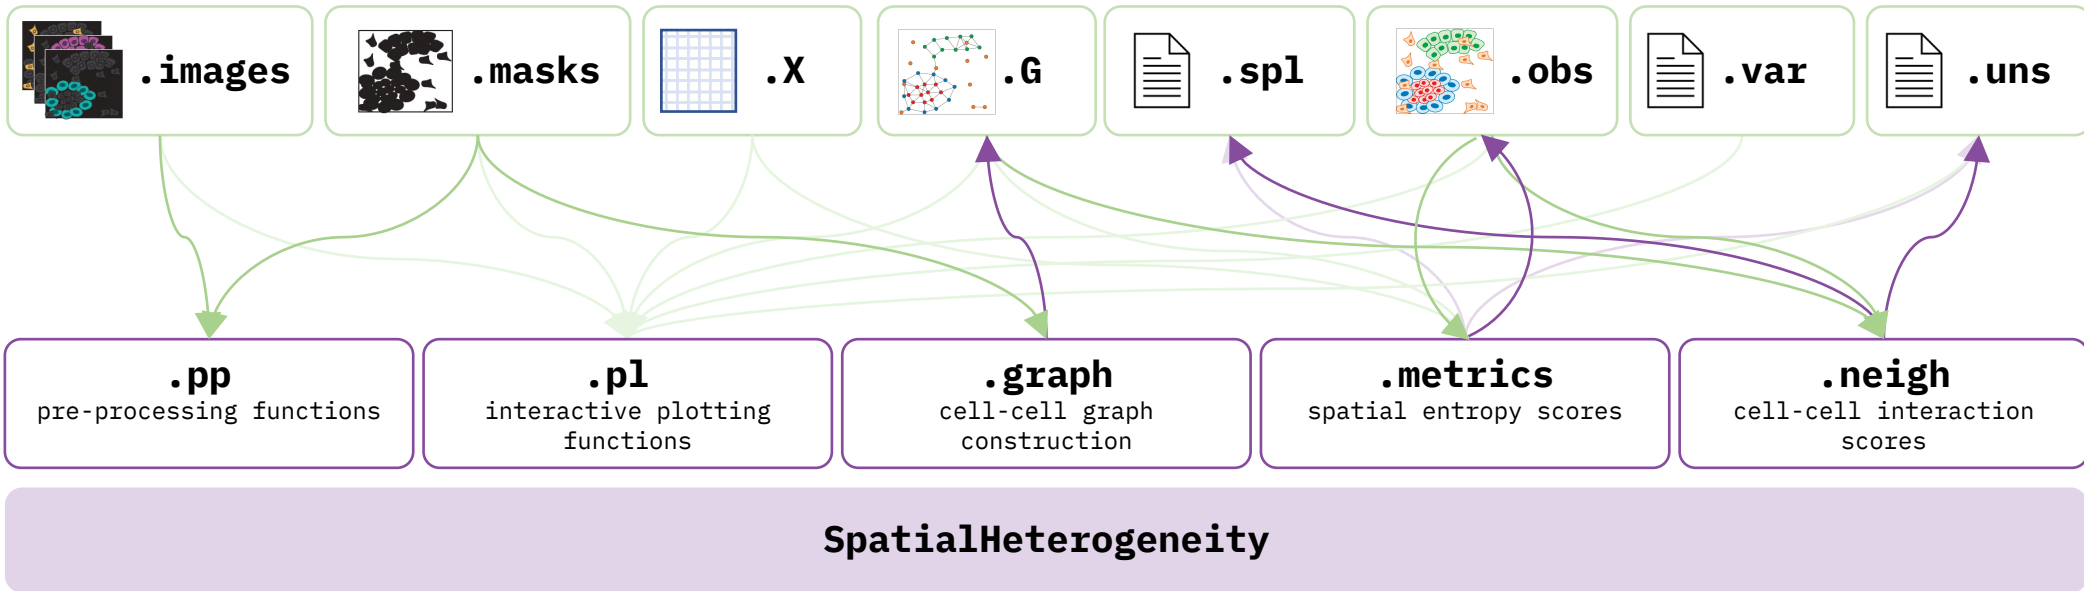 .images
.masks
.X
.G
.spl
.obs
.var
.uns
.pp
pre-processing functions
.pl
interactive plotting
functions
.graph
cell-cell graph
construction
.metrics
spatial entropy scores
.neigh
cell-cell interaction
scores
SpatialHeterogeneity